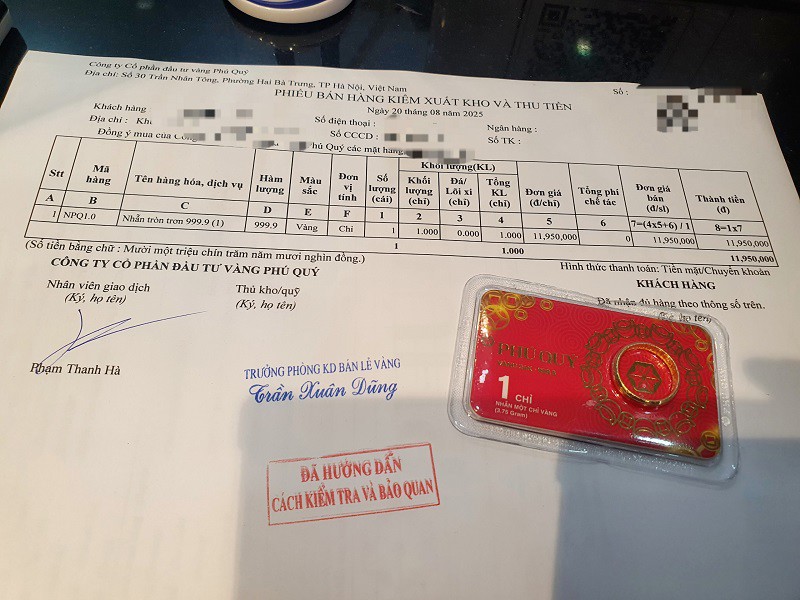 Công ty Cổ phần đầu tư vàng Phú Quý
Địa chỉ: Số 30 Trần Nhân Tông, Phường Hai Bà Trưng, TP Hà Nội, Việt Nam
PHIẾU BÁN HÀNG KIÊM XUẤT KHO VÀ THU TIỀN
Số :
Ngày 20 tháng 08 năm 2025
Khách hàng
Số điện thoại :
Ngân hàng :
Địa chỉ :
Số CCCD :
Số TK :
Đồng ý mua của Công
Phú Quý các mặt hàng
Stt Mã hàng Tên hàng hóa, dịch vụ Hàm lượng Màu sắc Đơn vị tính Số lượng (cái) Khối lượng(KL) Đơn giá (đ/chỉ) Tổng phí chế tác Đơn giá bán (đ/sl) Thành tiền (đ)
Khối lượng (chỉ) Đá/ Lõi xi (chỉ) Tổng KL (chỉ)
A B C D E F 1 2 3 4 5 6 7=(4x5+6) / 1 8=1x7
1 NPQ1.0 Nhẫn tròn trơn 999.9 (1) 999.9 Vàng Chỉ 1 1.000 0.000 1.000 11,950,000 0 11,950,000 11,950,000
1 1.000 11,950,000
(Số tiền bằng chữ : Mười một triệu chín trăm năm mươi nghìn đồng.)
Hình thức thanh toán: Tiền mặt/Chuyển khoản
CÔNG TY CỔ PHẦN ĐẦU TƯ VÀNG PHÚ QUÝ
KHÁCH HÀNG
Nhân viên giao dịch
Thủ kho/quỹ
Đã nhận đủ hàng theo thông số trên.
(Ký, họ tên)
(Ký, họ tên)
họ tên)
Phạm Thanh Hà
TRƯỞNG PHÒNG KD BÁN LẺ VÀNG
Trần Xuân Dũng
PHÚ QUÝ
1 CHỈ
NHẪN MỘT CHỈ VÀNG
(3.75 Gram)
ĐÃ HƯỚNG DẪN
CÁCH KIỂM TRA VÀ BẢO QUẢN